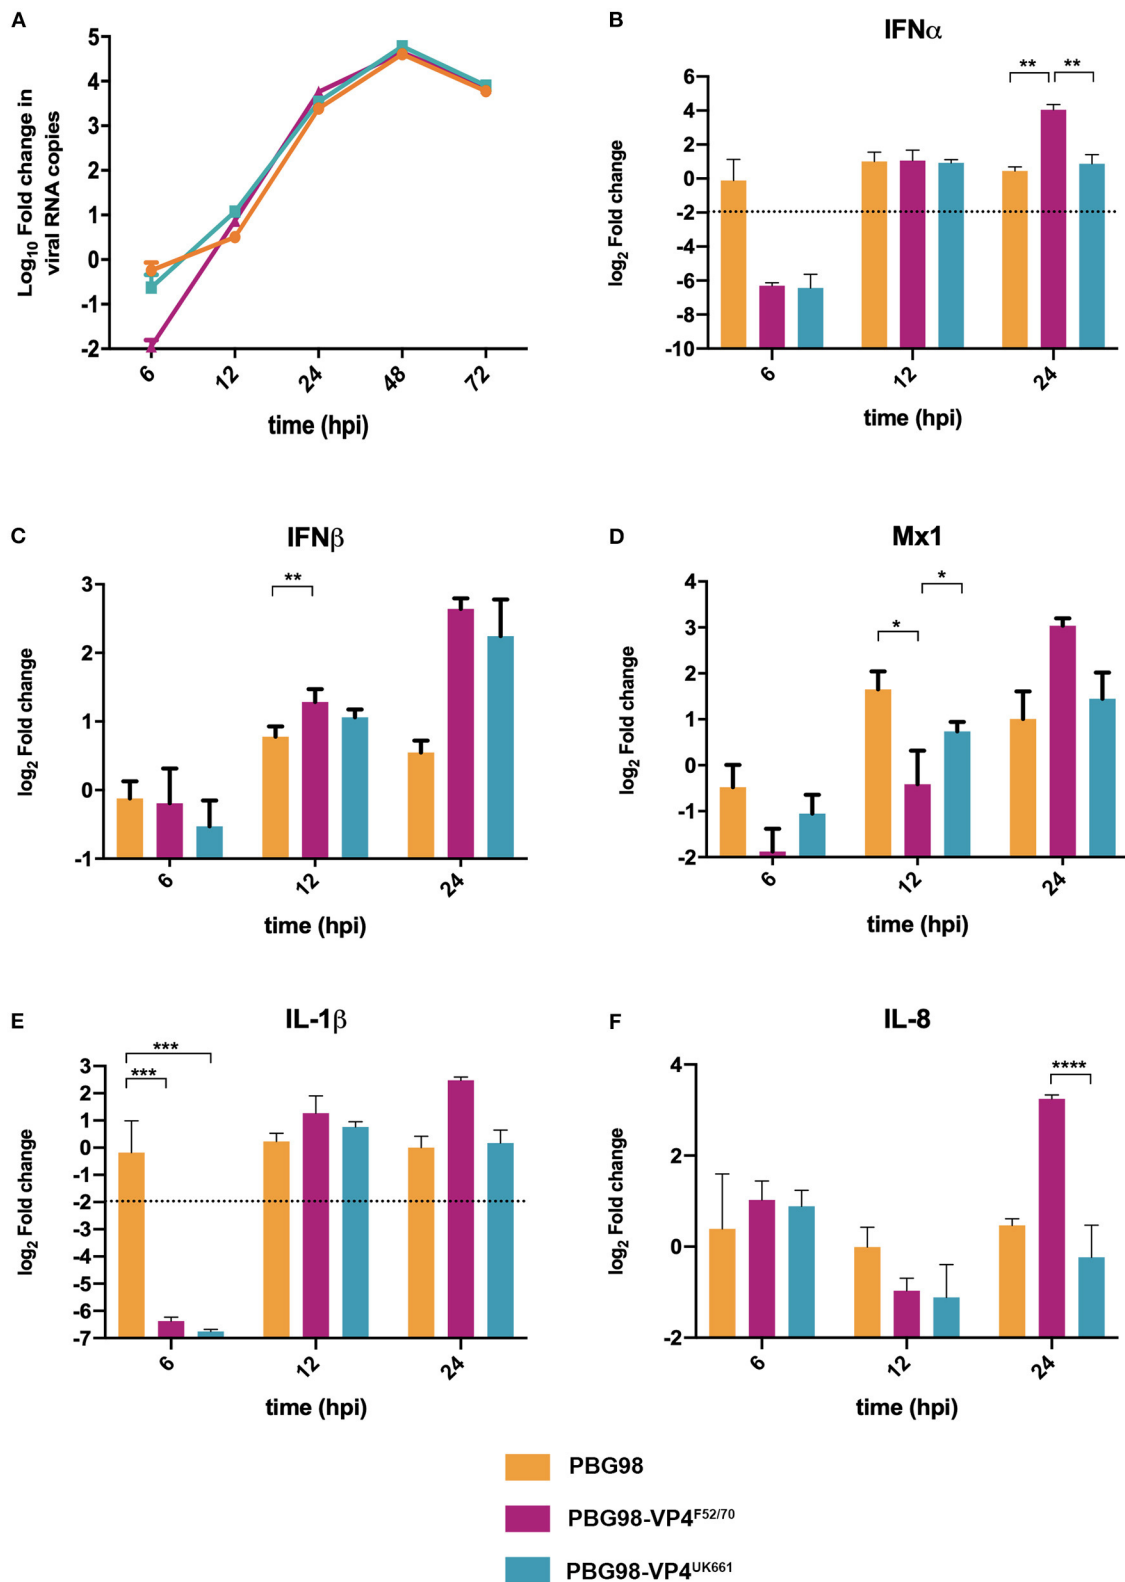 A
5
4
3
2
1
0
-1
-2
Log10 Fold change in
viral RNA copies
6
12
24
48
72
time (hpi)
B
IFNα
** **
6
4
2
0
-2
-4
-6
-8
-10
log2 Fold change
6
12
24
time (hpi)
C
IFNβ
**
3
2
1
0
-1
log2 Fold change
6
12
24
time (hpi)
D
Mx1
*
*
4
3
2
1
0
-1
-2
log2 Fold change
6
12
24
time (hpi)
E
IL-1β
***
***
3
2
1
0
-1
-2
-3
-4
-5
-6
-7
log2 Fold change
6
12
24
time (hpi)
F
IL-8
****
4
2
0
-2
log2 Fold change
6
12
24
time (hpi)
PBG98
PBG98-VP4F52/70
PBG98-VP4UK661